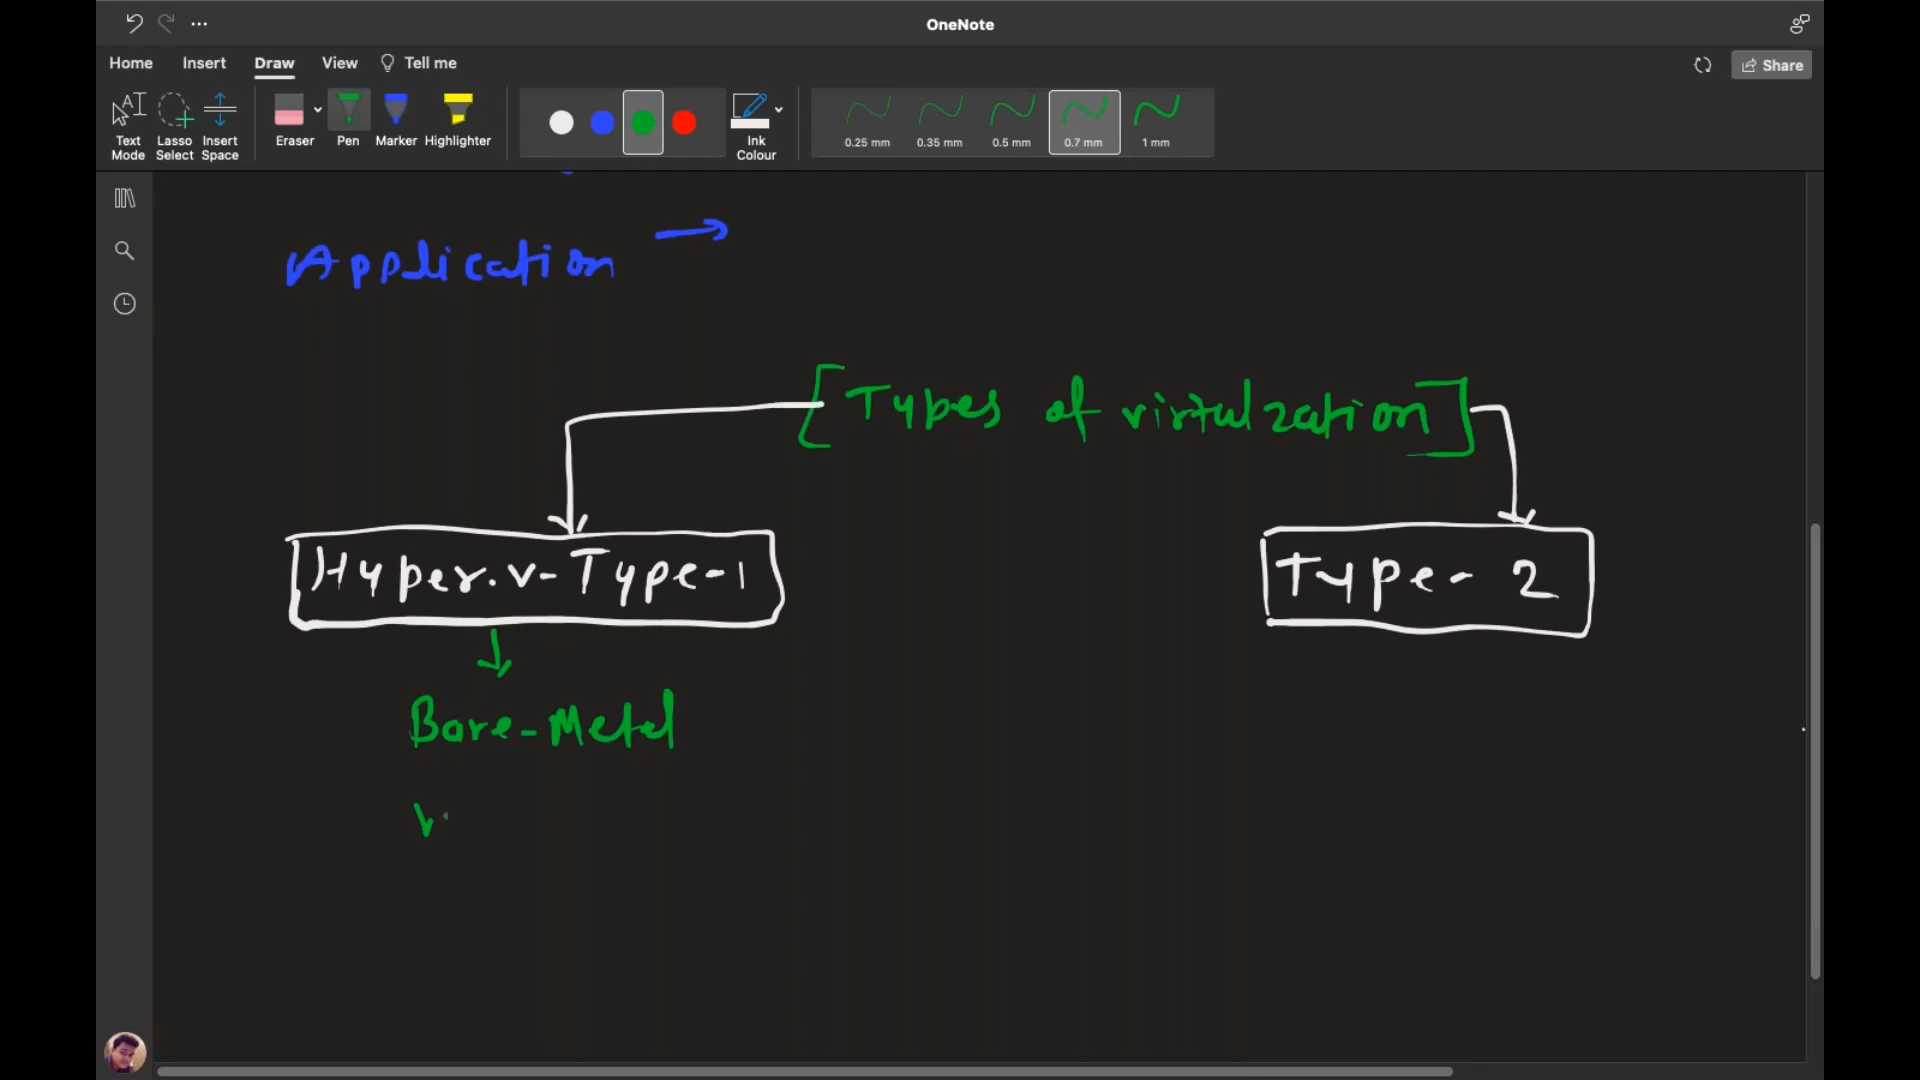 OneNote
Home Insert Draw View Tell me
Share
Text Mode
Lasso Select
Insert Space
Eraser
Pen
Marker
Highlighter
Ink Colour
0.25 mm
0.35 mm
0.5 mm
0.7 mm
1 mm
Application →
[Types of virtulzation]
Hyper.v-Type-1
Type-2
Bare-Metal